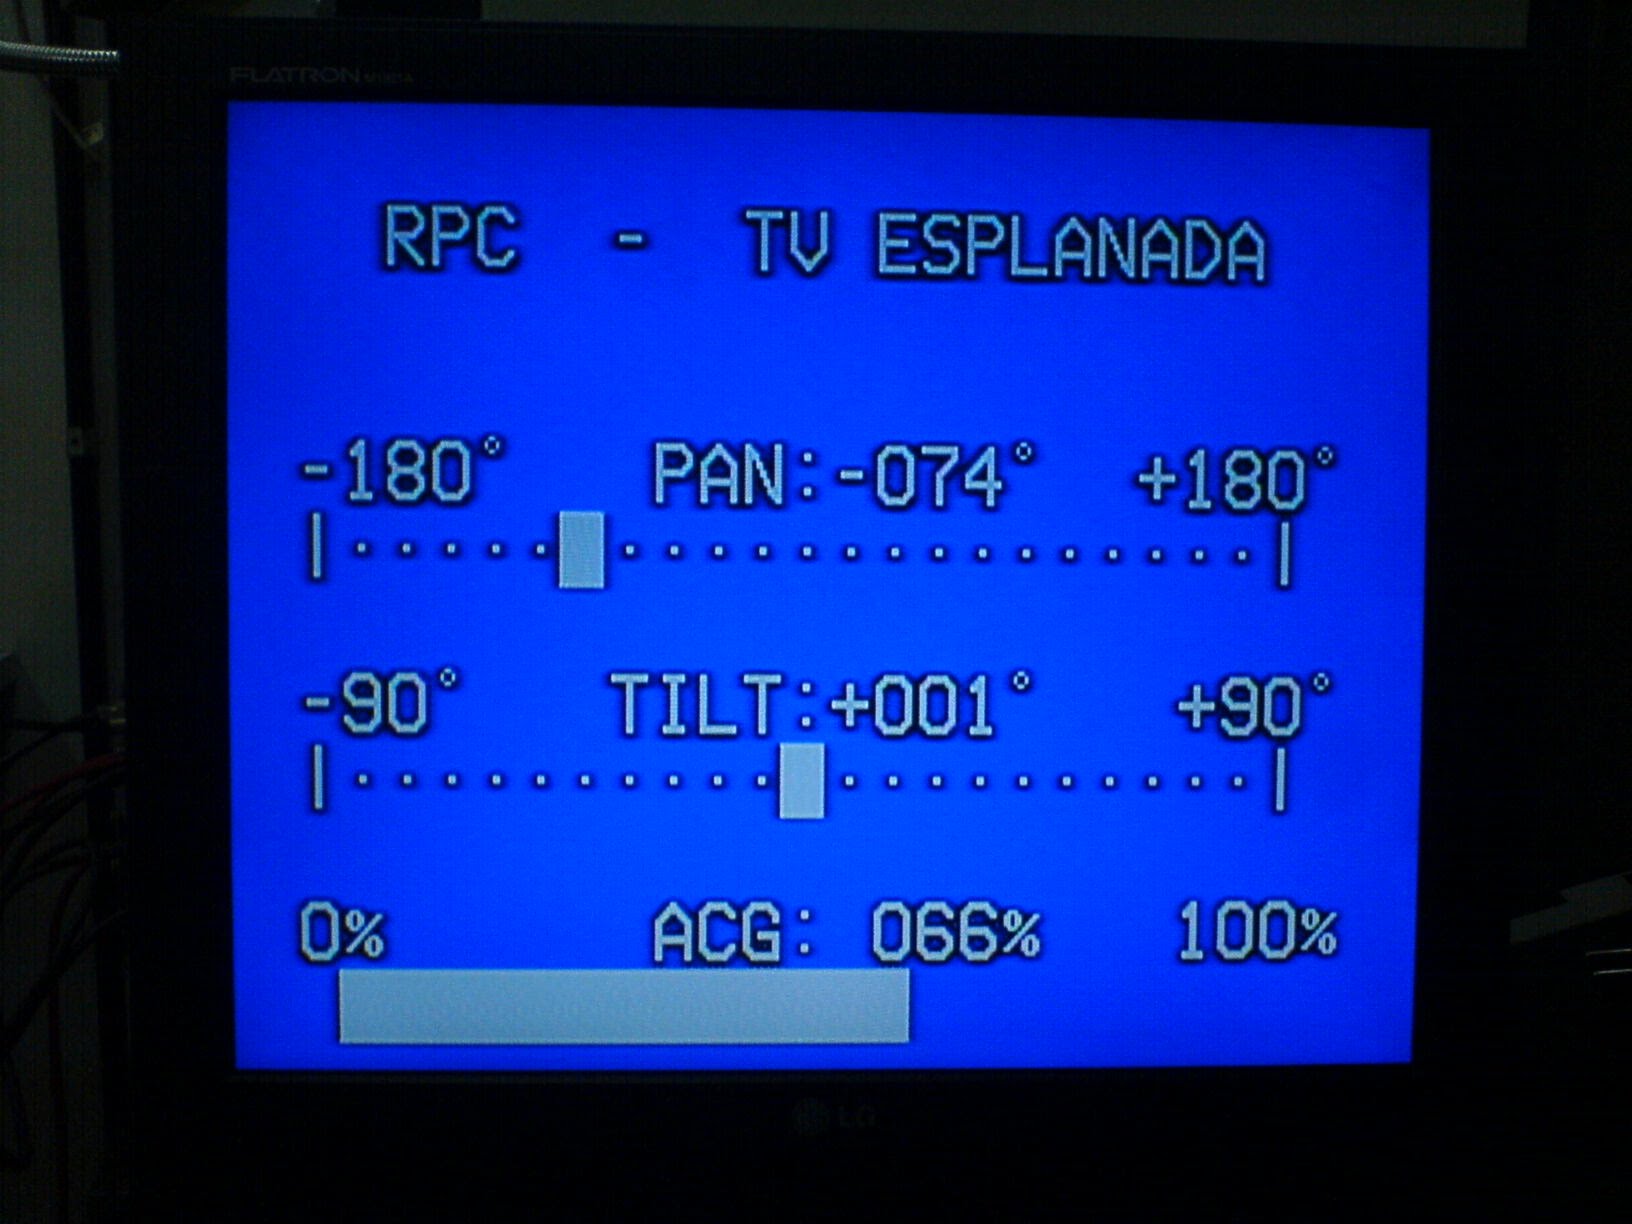 FLATRON
RPC - TV ESPLANADA
-180° PAN:-074° +180°
-90° TILT:+001° +90°
0% ACG: 066% 100%
LG